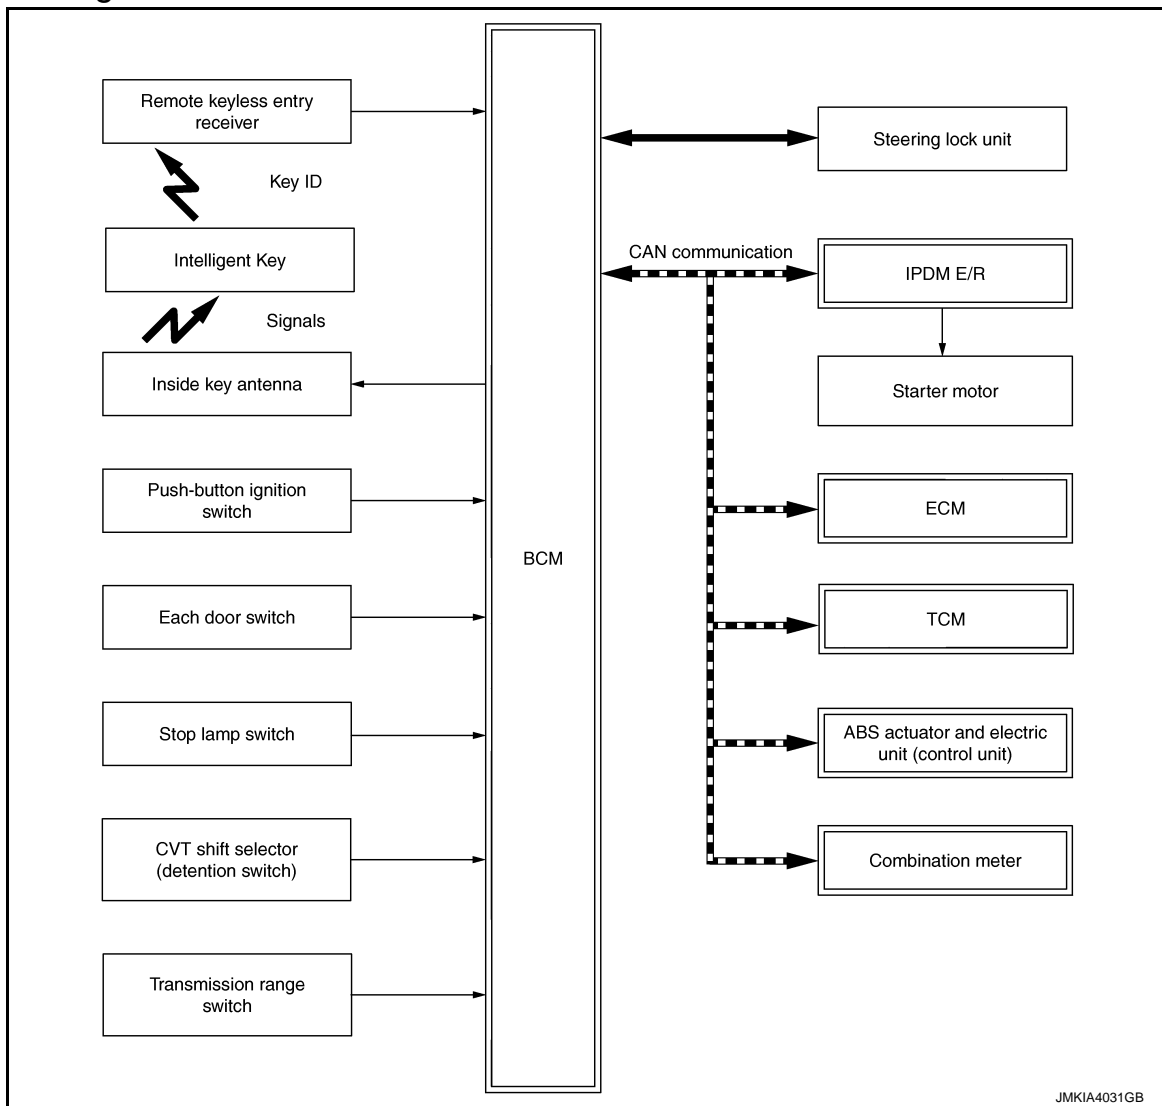 Remote keyless entry
receiver
Key ID
Intelligent Key
Signals
Inside key antenna
Push-button ignition
switch
Each door switch
Stop lamp switch
CVT shift selector
(detention switch)
Transmission range
switch
BCM
Steering lock unit
CAN communication
IPDM E/R
Starter motor
ECM
TCM
ABS actuator and electric
unit (control unit)
Combination meter
JMKIA4031GB